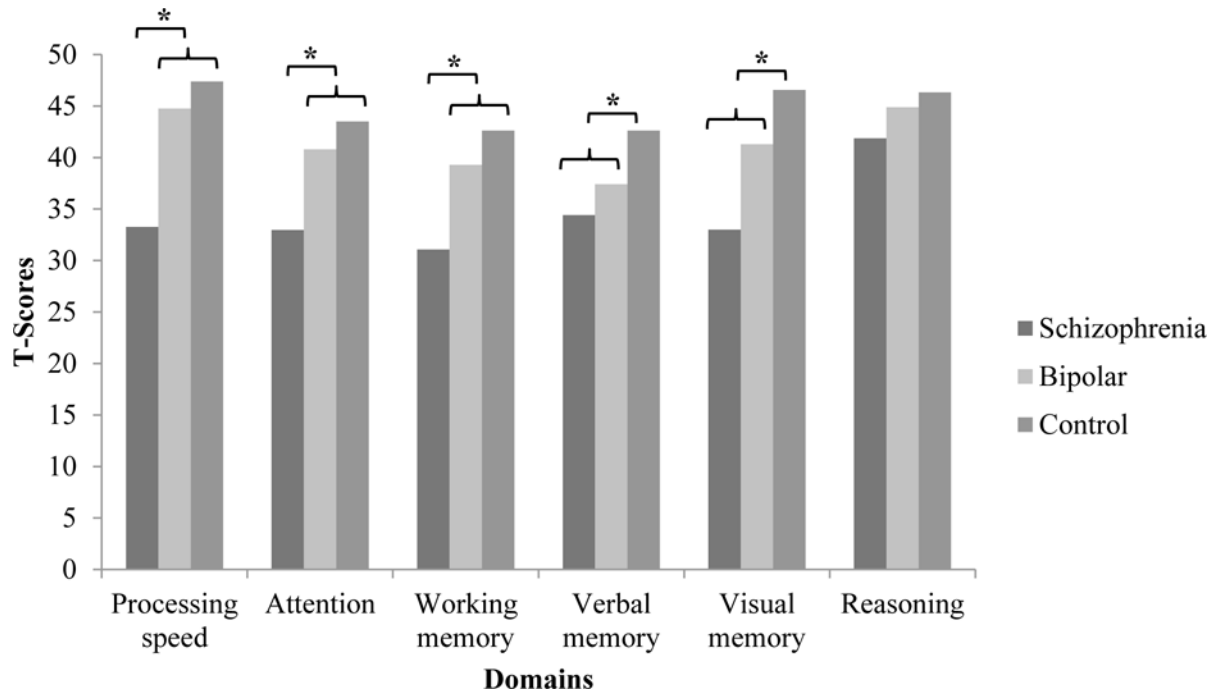 *
*
*
*
*
50
45
40
35
30
25
20
15
10
5
0
T-Scores
Processing speed
Attention
Working memory
Verbal memory
Visual memory
Reasoning
Domains
Schizophrenia
Bipolar
Control